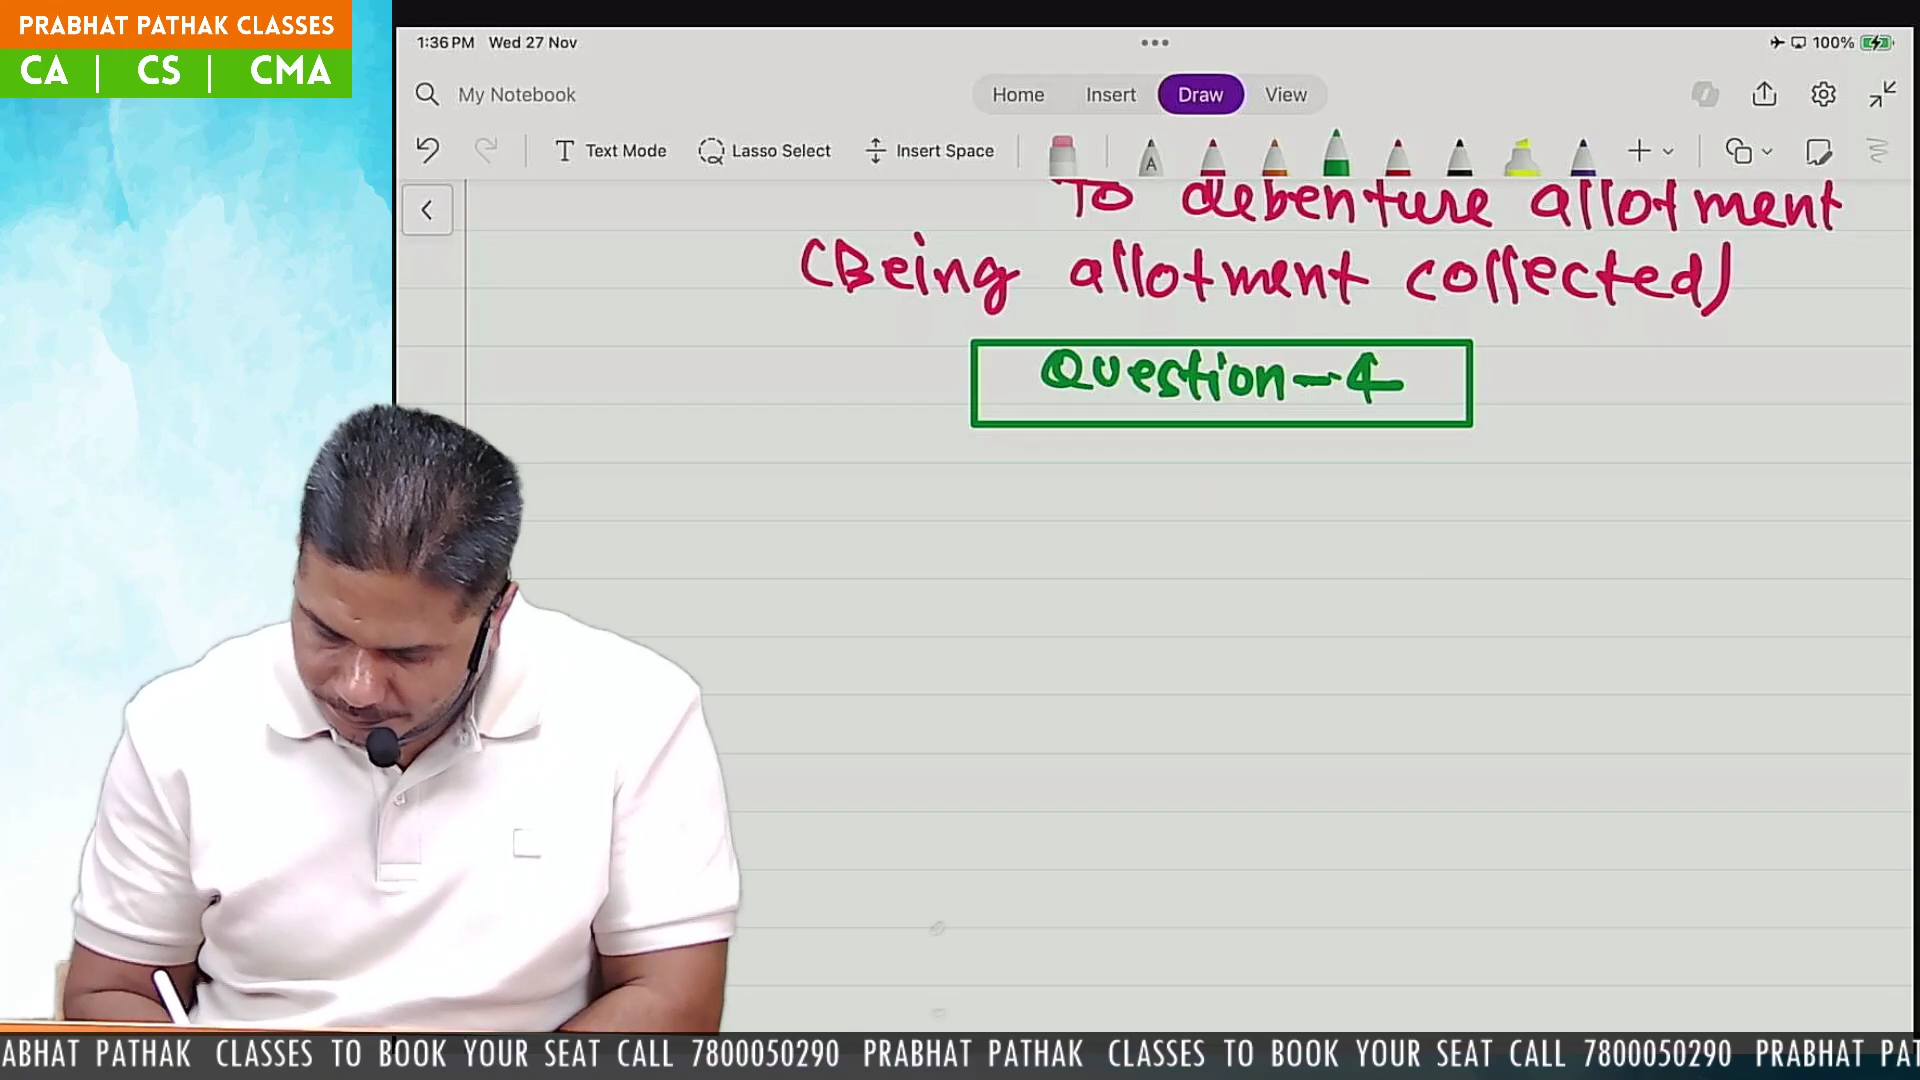 PRABHAT PATHAK CLASSES
CA | CS | CMA
1:36 PM Wed 27 Nov
100%
My Notebook
Home Insert Draw View
Text Mode Lasso Select Insert Space
A
To debenture allotment
(Being allotment collected)
Question-4
ABHAT PATHAK CLASSES TO BOOK YOUR SEAT CALL 7800050290 PRABHAT PATHAK CLASSES TO BOOK YOUR SEAT CALL 7800050290 PRABHAT PAT